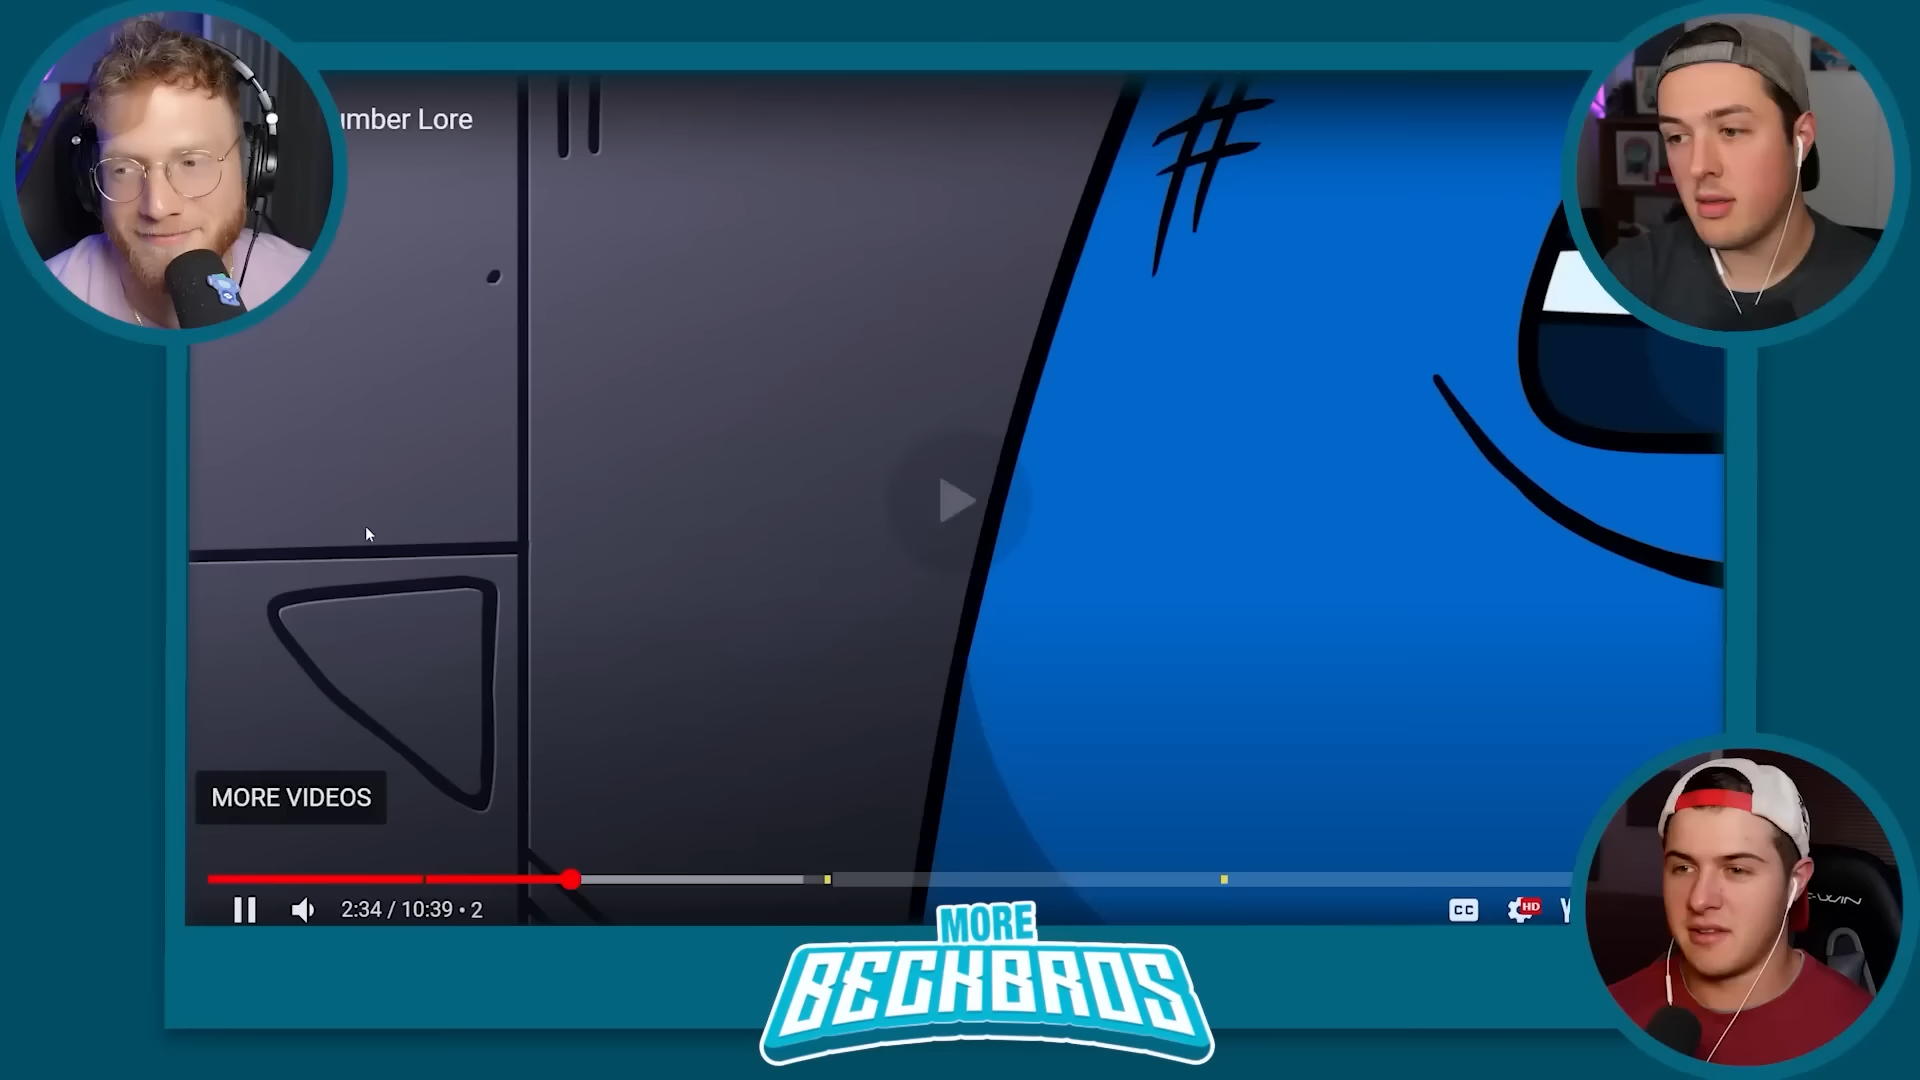 umber Lore
MORE VIDEOS
2:34 / 10:39 • 2
CC
HD
MORE
BECKBROS